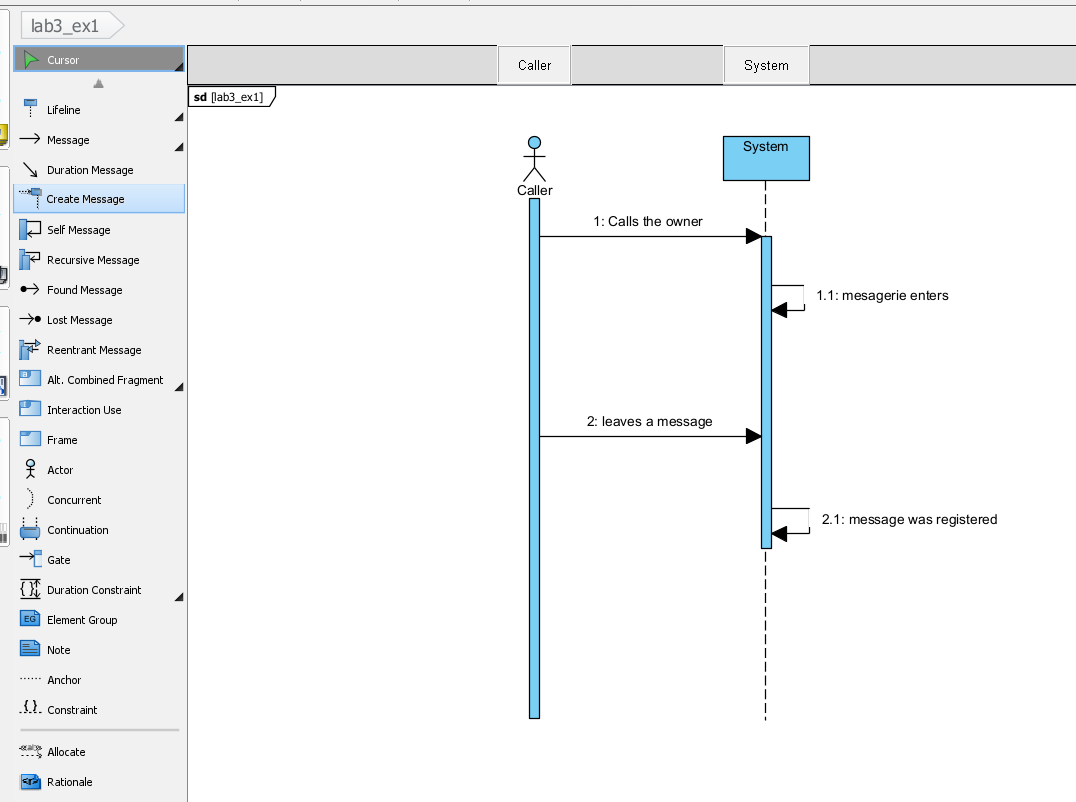 lab3_ex1
Cursor
Lifeline
Message
Duration Message
Create Message
Self Message
Recursive Message
Found Message
Lost Message
Reentrant Message
Alt. Combined Fragment
Interaction Use
Frame
Actor
Concurrent
Continuation
Gate
Duration Constraint
EG Element Group
Note
Anchor
Constraint
Allocate
Rationale
Caller
System
sd [lab3_ex1]
System
Caller
1: Calls the owner
1.1: mesagerie enters
2: leaves a message
2.1: message was registered